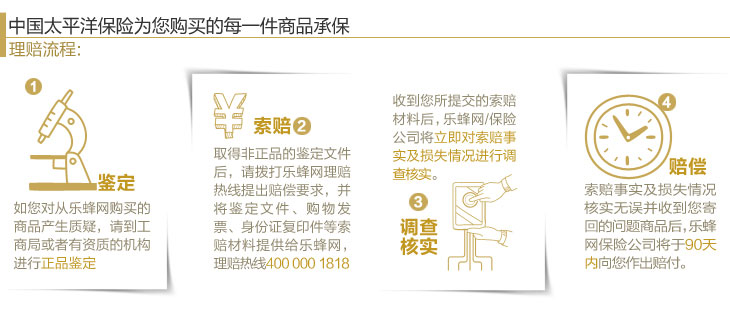 中国太平洋保险为您购买的每一件商品承保
理赔流程:
1
鉴定
如您对从乐蜂网购买的
商品产生质疑，请到工
商局或者有资质的机构
进行正品鉴定
¥
索赔2
取得非正品的鉴定文件
后，请拨打乐蜂网理赔
热线提出赔偿要求，并
将鉴定文件、购物发
票、身份证复印件等索
赔材料提供给乐蜂网，
理赔热线400 000 1818
收到您所提交的索赔
材料后，乐蜂网/保险
公司将立即对索赔事
实及损失情况进行调
查核实。
3
调查
核实
4
赔偿
索赔事实及损失情况
核实无误并收到您寄
回的问题商品后，乐蜂
网保险公司将于90天
内向您作出赔付。